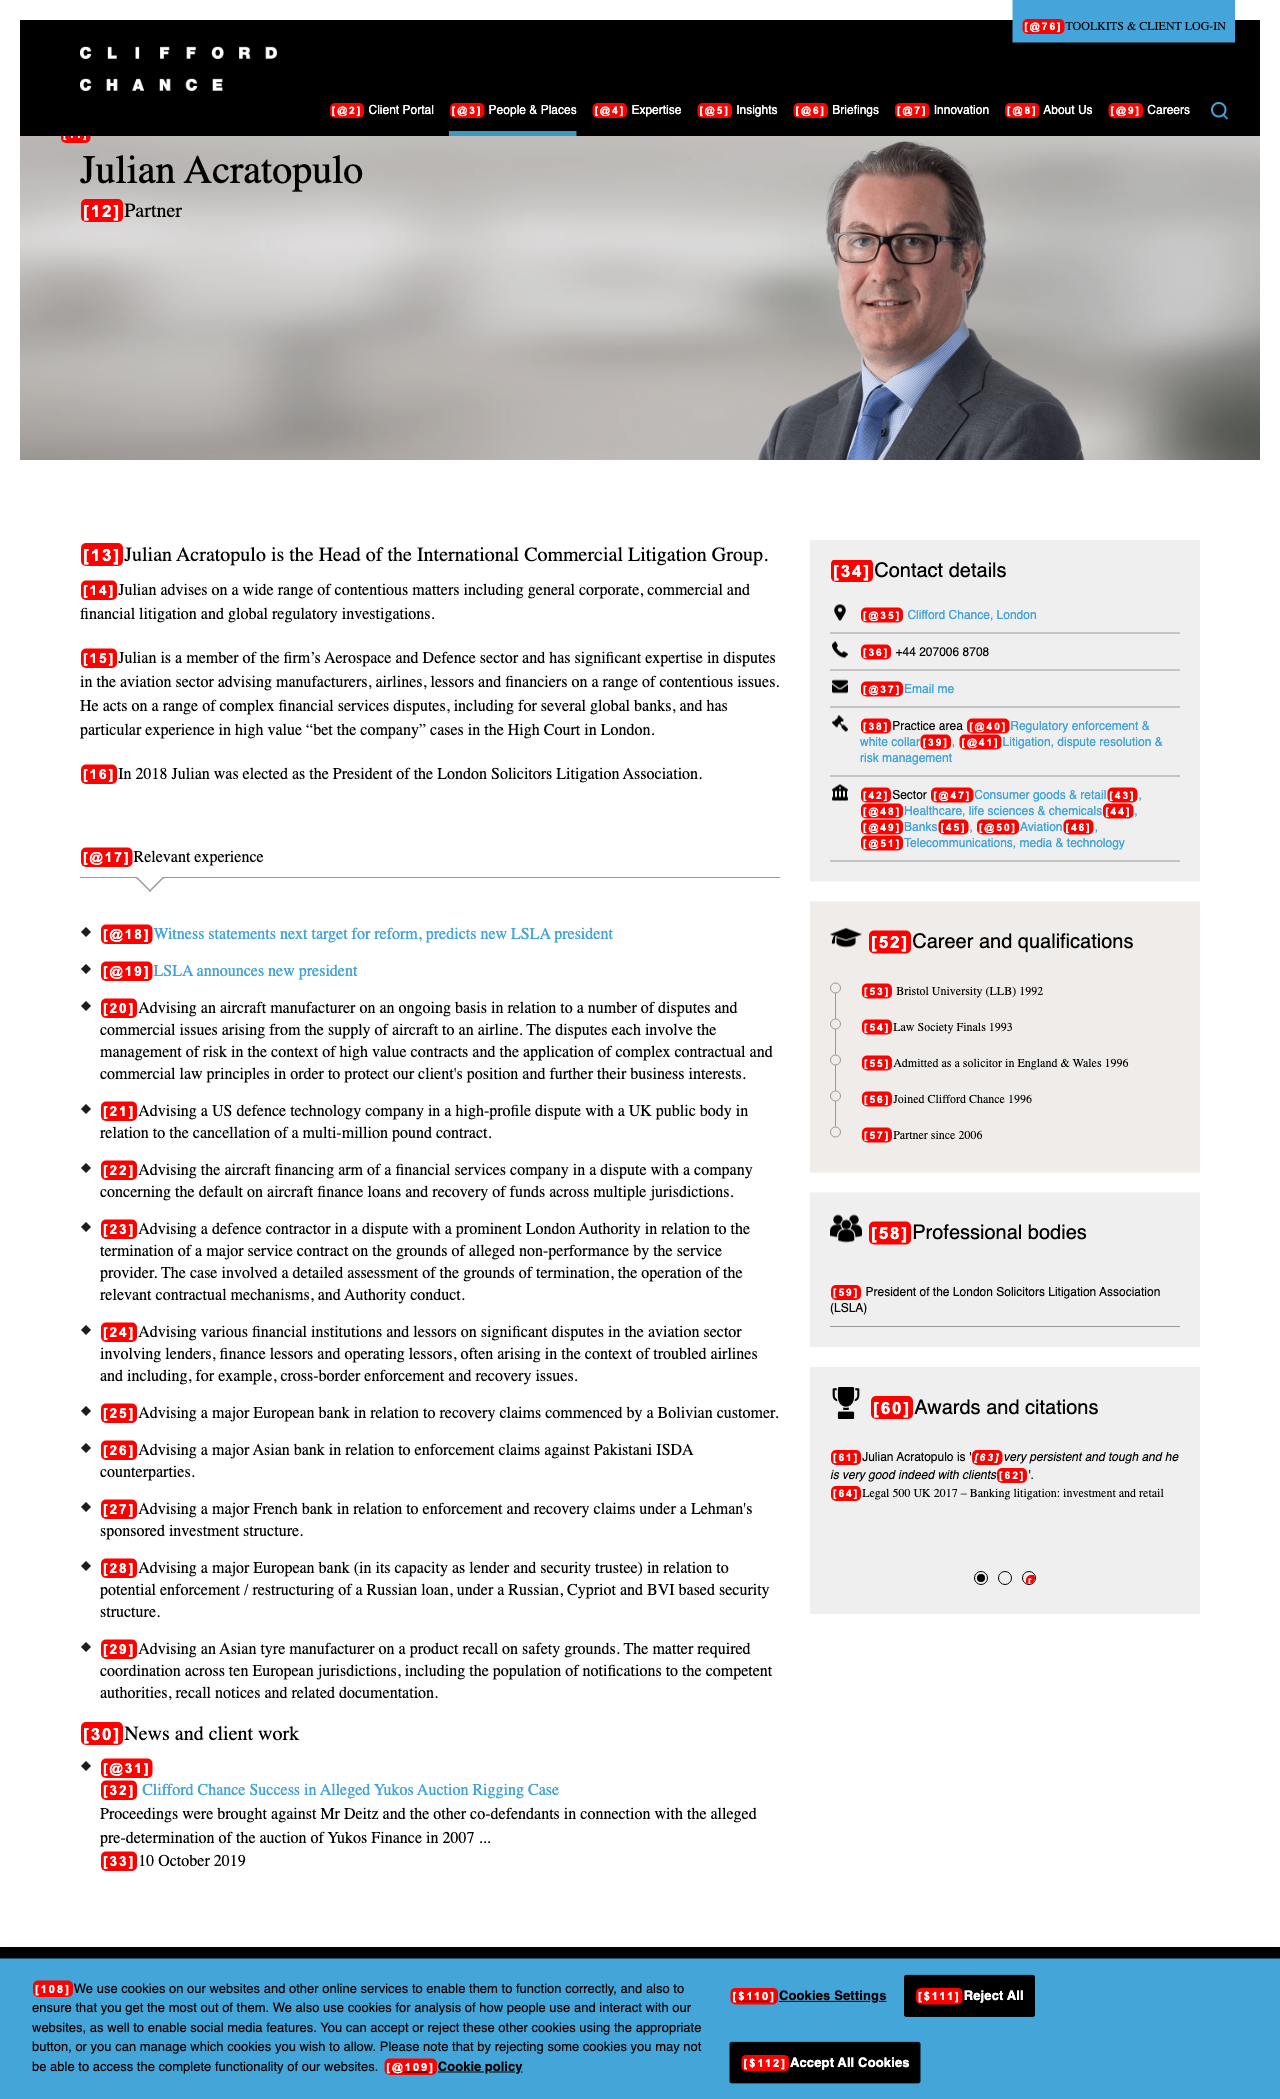 [@76]TOOLKITS & CLIENT LOG-IN
CLIFFORD
CHANCE
[@2] Client Portal [@3] People & Places [@4] Expertise [@5] Insights [@6] Briefings [@7] Innovation [@8] About Us [@9] Careers
Julian Acratopulo
[12]Partner
[13]Julian Acratopulo is the Head of the International Commercial Litigation Group.
[14]Julian advises on a wide range of contentious matters including general corporate, commercial and
financial litigation and global regulatory investigations.
[15]Julian is a member of the firm’s Aerospace and Defence sector and has significant expertise in disputes
in the aviation sector advising manufacturers, airlines, lessors and financiers on a range of contentious issues.
He acts on a range of complex financial services disputes, including for several global banks, and has
particular experience in high value “bet the company” cases in the High Court in London.
[16]In 2018 Julian was elected as the President of the London Solicitors Litigation Association.
[@17]Relevant experience
[@18]Witness statements next target for reform, predicts new LSLA president
[@19]LSLA announces new president
[20]Advising an aircraft manufacturer on an ongoing basis in relation to a number of disputes and
commercial issues arising from the supply of aircraft to an airline. The disputes each involve the
management of risk in the context of high value contracts and the application of complex contractual and
commercial law principles in order to protect our client's position and further their business interests.
[21]Advising a US defence technology company in a high-profile dispute with a UK public body in
relation to the cancellation of a multi-million pound contract.
[22]Advising the aircraft financing arm of a financial services company in a dispute with a company
concerning the default on aircraft finance loans and recovery of funds across multiple jurisdictions.
[23]Advising a defence contractor in a dispute with a prominent London Authority in relation to the
termination of a major service contract on the grounds of alleged non-performance by the service
provider. The case involved a detailed assessment of the grounds of termination, the operation of the
relevant contractual mechanisms, and Authority conduct.
[24]Advising various financial institutions and lessors on significant disputes in the aviation sector
involving lenders, finance lessors and operating lessors, often arising in the context of troubled airlines
and including, for example, cross-border enforcement and recovery issues.
[25]Advising a major European bank in relation to recovery claims commenced by a Bolivian customer.
[26]Advising a major Asian bank in relation to enforcement claims against Pakistani ISDA
counterparties.
[27]Advising a major French bank in relation to enforcement and recovery claims under a Lehman's
sponsored investment structure.
[28]Advising a major European bank (in its capacity as lender and security trustee) in relation to
potential enforcement / restructuring of a Russian loan, under a Russian, Cypriot and BVI based security
structure.
[29]Advising an Asian tyre manufacturer on a product recall on safety grounds. The matter required
coordination across ten European jurisdictions, including the population of notifications to the competent
authorities, recall notices and related documentation.
[30]News and client work
[@31]
[32] Clifford Chance Success in Alleged Yukos Auction Rigging Case
Proceedings were brought against Mr Deitz and the other co-defendants in connection with the alleged
pre-determination of the auction of Yukos Finance in 2007 ...
[33]10 October 2019
[34]Contact details
[@35] Clifford Chance, London
[36] +44 207006 8708
[@37]Email me
[38]Practice area [@40]Regulatory enforcement &
white collar[39], [@41]Litigation, dispute resolution &
risk management
[42]Sector [@47]Consumer goods & retail[43],
[@48]Healthcare, life sciences & chemicals[44],
[@49]Banks[45], [@50]Aviation[46],
[@51]Telecommunications, media & technology
[52]Career and qualifications
[53] Bristol University (LLB) 1992
[54]Law Society Finals 1993
[55]Admitted as a solicitor in England & Wales 1996
[56]Joined Clifford Chance 1996
[57]Partner since 2006
[58]Professional bodies
[59] President of the London Solicitors Litigation Association
(LSLA)
[60]Awards and citations
[61]Julian Acratopulo is '[63]very persistent and tough and he
is very good indeed with clients[62]'.
[64]Legal 500 UK 2017 – Banking litigation: investment and retail
[108]We use cookies on our websites and other online services to enable them to function correctly, and also to
ensure that you get the most out of them. We also use cookies for analysis of how people use and interact with our
websites, as well to enable social media features. You can accept or reject these other cookies using the appropriate
button, or you can manage which cookies you wish to allow. Please note that by rejecting some cookies you may not
be able to access the complete functionality of our websites. [@109]Cookie policy
[$110]Cookies Settings [$111]Reject All
[$112]Accept All Cookies